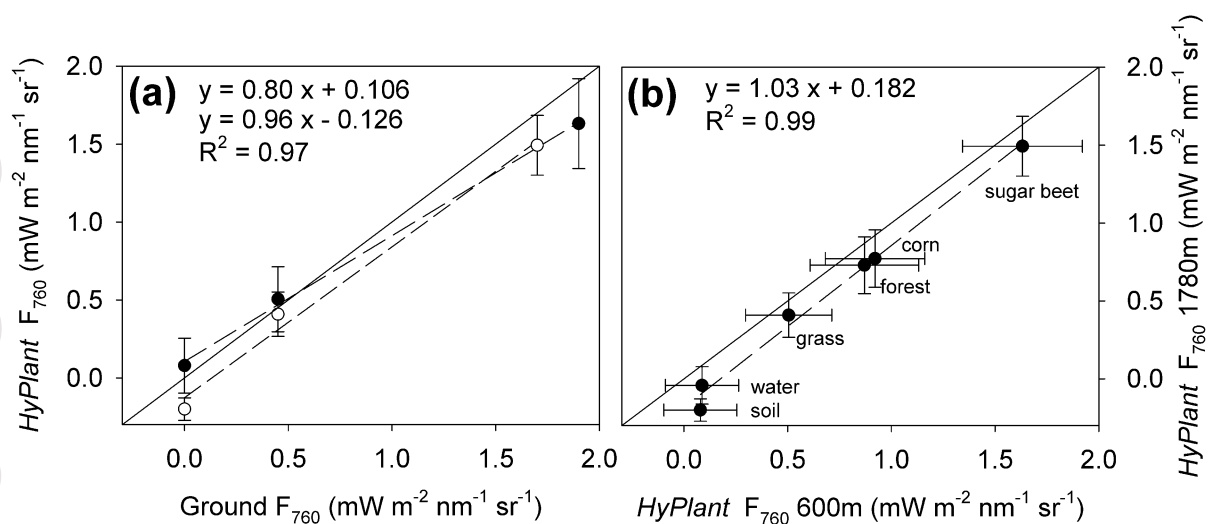 (a)
y = 0.80 x + 0.106
y = 0.96 x - 0.126
R² = 0.97
HyPlant F₇₆₀ (mW m⁻² nm⁻¹ sr⁻¹)
2.0
1.5
1.0
0.5
0.0
0.0 0.5 1.0 1.5 2.0
Ground F₇₆₀ (mW m⁻² nm⁻¹ sr⁻¹)
(b)
y = 1.03 x + 0.182
R² = 0.99
sugar beet
corn
forest
grass
water
soil
2.0
1.5
1.0
0.5
0.0
HyPlant F₇₆₀ 1780m (mW m⁻² nm⁻¹ sr⁻¹)
0.0 0.5 1.0 1.5 2.0
HyPlant F₇₆₀ 600m (mW m⁻² nm⁻¹ sr⁻¹)